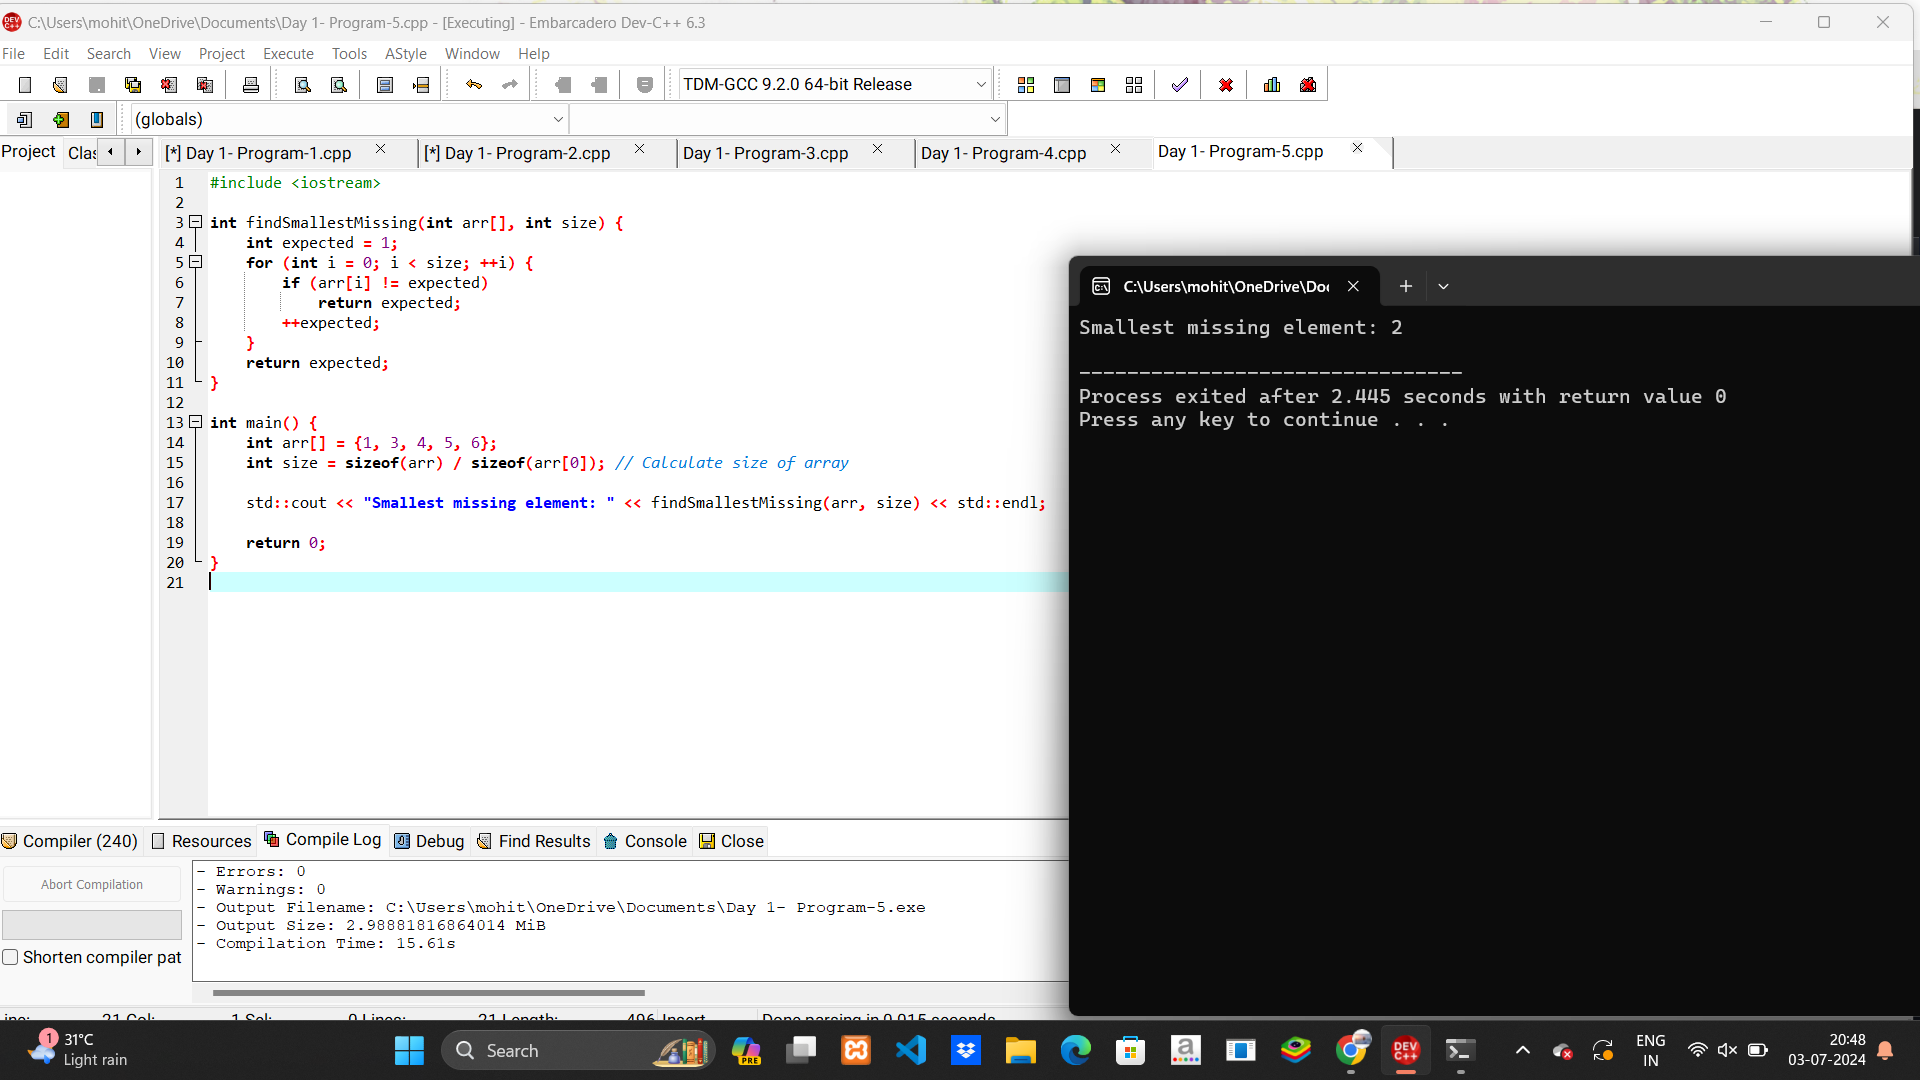 C:\Users\mohit\OneDrive\Documents\Day 1- Program-5.cpp - [Executing] - Embarcadero Dev-C++ 6.3
File Edit Search View Project Execute Tools AStyle Window Help
TDM-GCC 9.2.0 64-bit Release
(globals)
Project Clas [*] Day 1- Program-1.cpp [*] Day 1- Program-2.cpp Day 1- Program-3.cpp Day 1- Program-4.cpp Day 1- Program-5.cpp
1 #include <iostream>
2
3 int findSmallestMissing(int arr[], int size) {
4 int expected = 1;
5 for (int i = 0; i < size; ++i) {
6 if (arr[i] != expected)
7 return expected;
8 ++expected;
9 }
10 return expected;
11 }
12
13 int main() {
14 int arr[] = {1, 3, 4, 5, 6};
15 int size = sizeof(arr) / sizeof(arr[0]); // Calculate size of array
16
17 std::cout << "Smallest missing element: " << findSmallestMissing(arr, size) << std::endl;
18
19 return 0;
20 }
21
C:\Users\mohit\OneDrive\Doc
Smallest missing element: 2
--------------------------------
Process exited after 2.445 seconds with return value 0
Press any key to continue . . .
Compiler (240) Resources Compile Log Debug Find Results Console Close
Abort Compilation
Shorten compiler pat
- Errors: 0
- Warnings: 0
- Output Filename: C:\Users\mohit\OneDrive\Documents\Day 1- Program-5.exe
- Output Size: 2.98881816864014 MiB
- Compilation Time: 15.61s
21 Col: 1 Sel: 0 Lines: 21 Length: 496 Insert Done parsing in 0.015 seconds
1 31°C
Light rain
Search
PRE
DEV C++
ENG
IN
20:48
03-07-2024